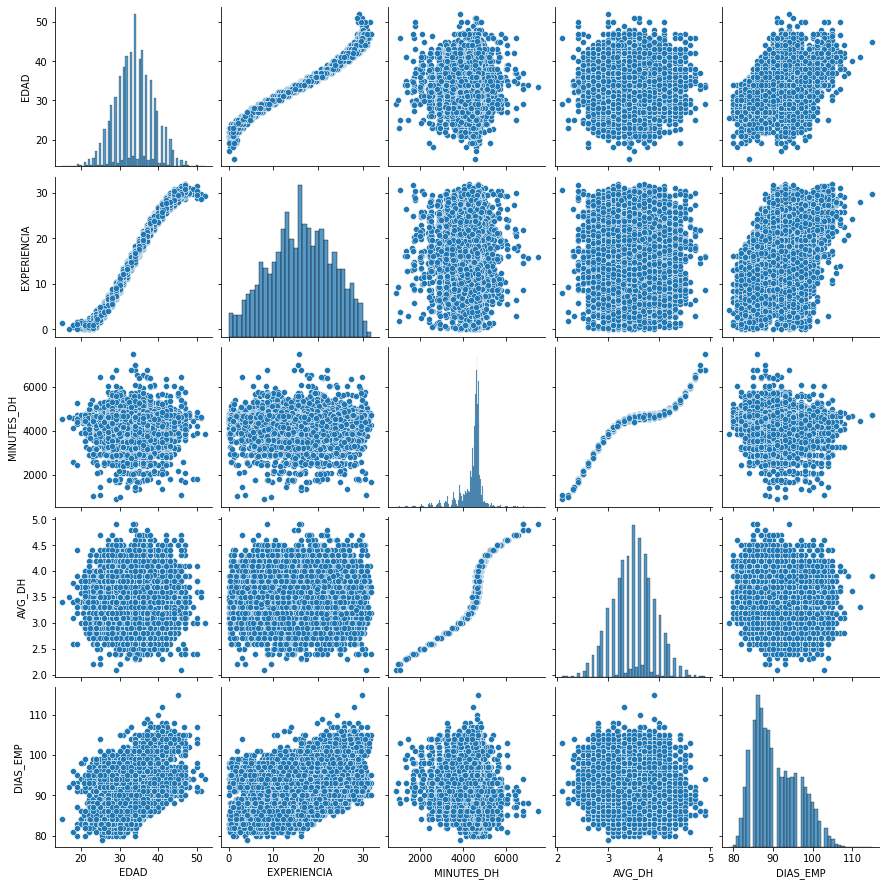 50
40
30
20
EDAD
30
20
10
0
EXPERIENCIA
6000
4000
2000
MINUTES_DH
5.0
4.5
4.0
3.5
3.0
2.5
2.0
AVG_DH
110
100
90
80
DIAS_EMP
20 30 40 50
EDAD
0 10 20 30
EXPERIENCIA
2000 4000 6000
MINUTES_DH
2 3 4 5
AVG_DH
80 90 100 110
DIAS_EMP